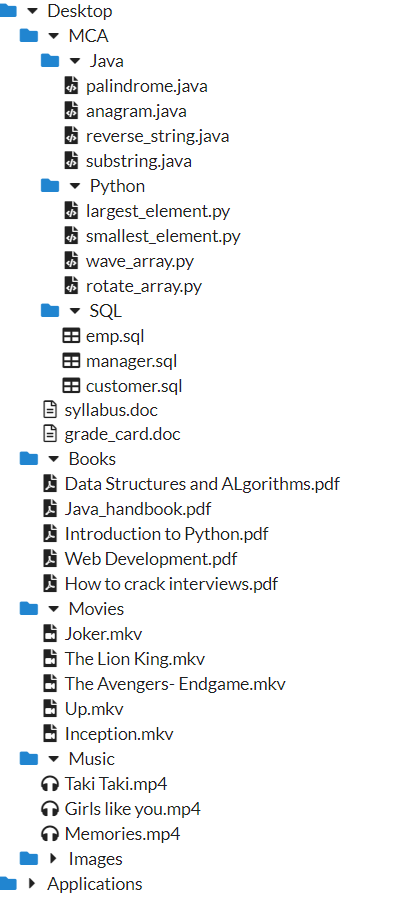 Desktop
MCA
Java
palindrome.java
anagram.java
reverse_string.java
substring.java
Python
largest_element.py
smallest_element.py
wave_array.py
rotate_array.py
SQL
emp.sql
manager.sql
customer.sql
syllabus.doc
grade_card.doc
Books
Data Structures and ALgorithms.pdf
Java_handbook.pdf
Introduction to Python.pdf
Web Development.pdf
How to crack interviews.pdf
Movies
Joker.mkv
The Lion King.mkv
The Avengers- Endgame.mkv
Up.mkv
Inception.mkv
Music
Taki Taki.mp4
Girls like you.mp4
Memories.mp4
Images
Applications